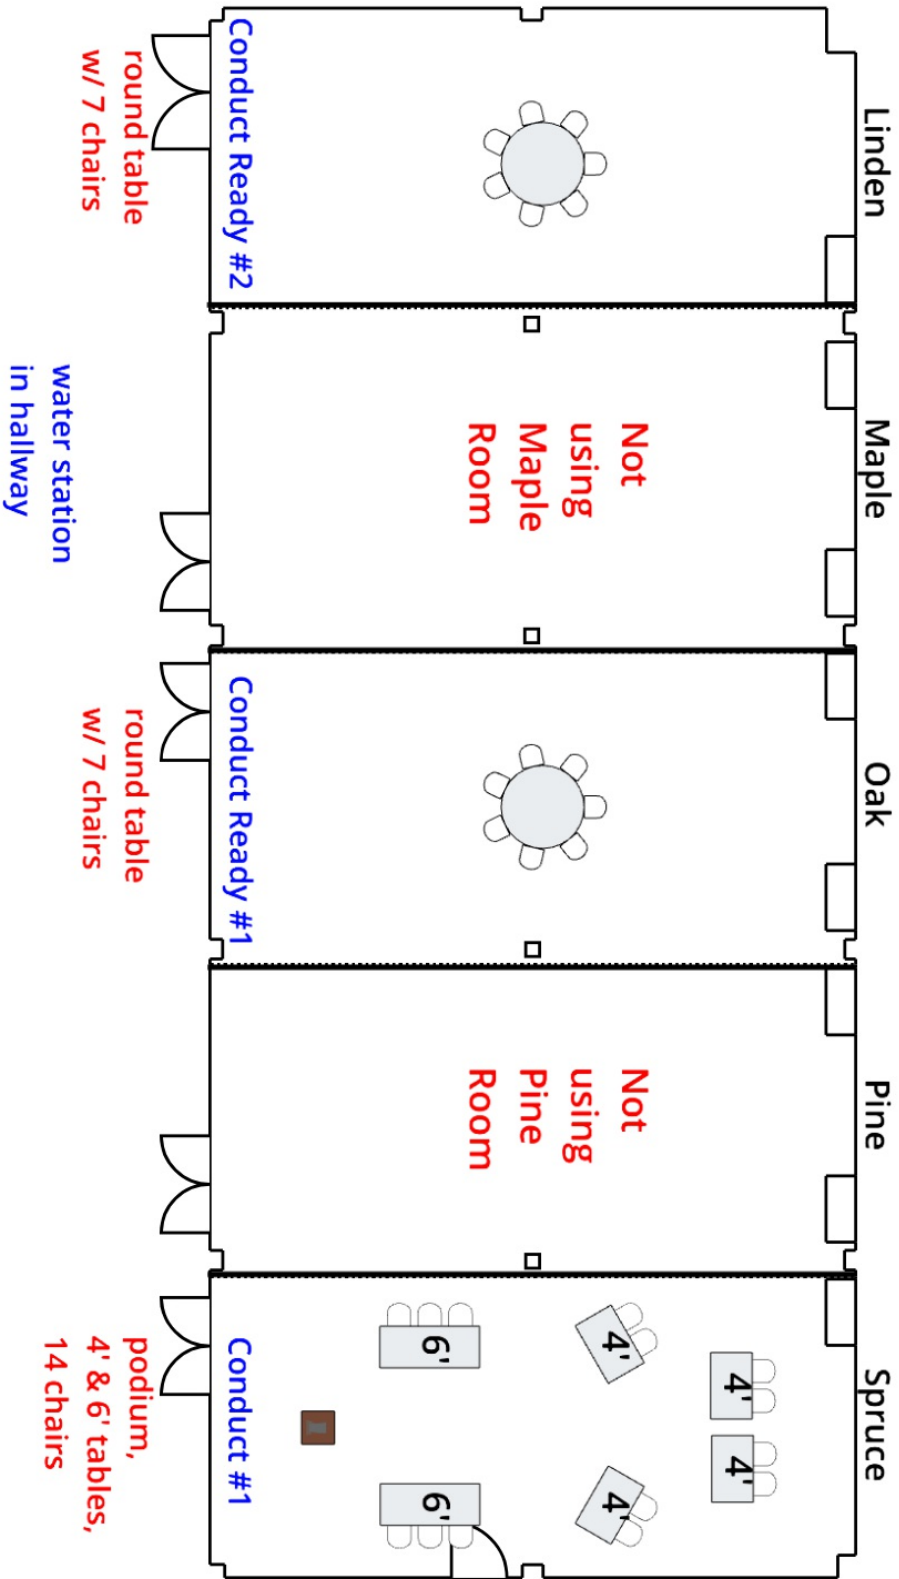 Linden
Maple
Oak
Pine
Spruce
Not
using
Maple
Room
Not
using
Pine
Room
4'
4'
4'
4'
6'
6'
Conduct Ready #2
Conduct Ready #1
Conduct #1
round table
w/ 7 chairs
water station
in hallway
round table
w/ 7 chairs
podium,
4' & 6' tables,
14 chairs